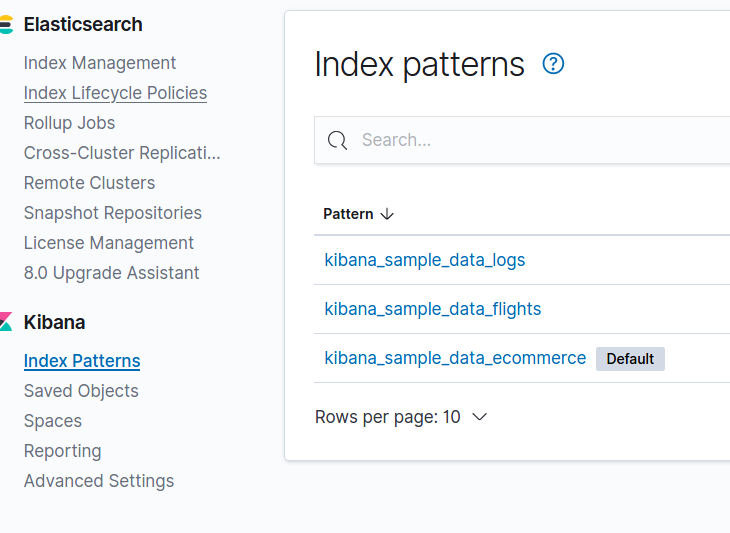 Elasticsearch
Index Management
Index Lifecycle Policies
Rollup Jobs
Cross-Cluster Replicati...
Remote Clusters
Snapshot Repositories
License Management
8.0 Upgrade Assistant
Kibana
Index Patterns
Saved Objects
Spaces
Reporting
Advanced Settings
Index patterns ?
Search...
Pattern ↓
kibana_sample_data_logs
kibana_sample_data_flights
kibana_sample_data_ecommerce Default
Rows per page: 10